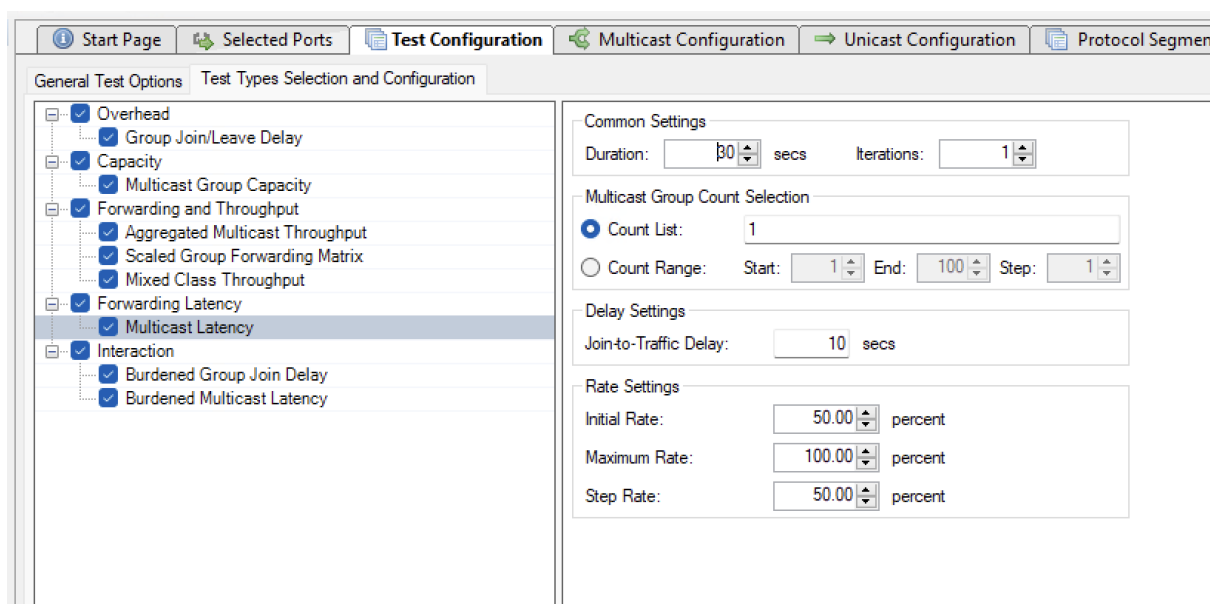 Start Page Selected Ports Test Configuration Multicast Configuration Unicast Configuration Protocol Segmen
General Test Options Test Types Selection and Configuration
Overhead
Group Join/Leave Delay
Capacity
Multicast Group Capacity
Forwarding and Throughput
Aggregated Multicast Throughput
Scaled Group Forwarding Matrix
Mixed Class Throughput
Forwarding Latency
Multicast Latency
Interaction
Burdened Group Join Delay
Burdened Multicast Latency
Common Settings
Duration: 30 secs Iterations: 1
Multicast Group Count Selection
Count List: 1
Count Range: Start: 1 End: 100 Step: 1
Delay Settings
Join-to-Traffic Delay: 10 secs
Rate Settings
Initial Rate: 50.00 percent
Maximum Rate: 100.00 percent
Step Rate: 50.00 percent